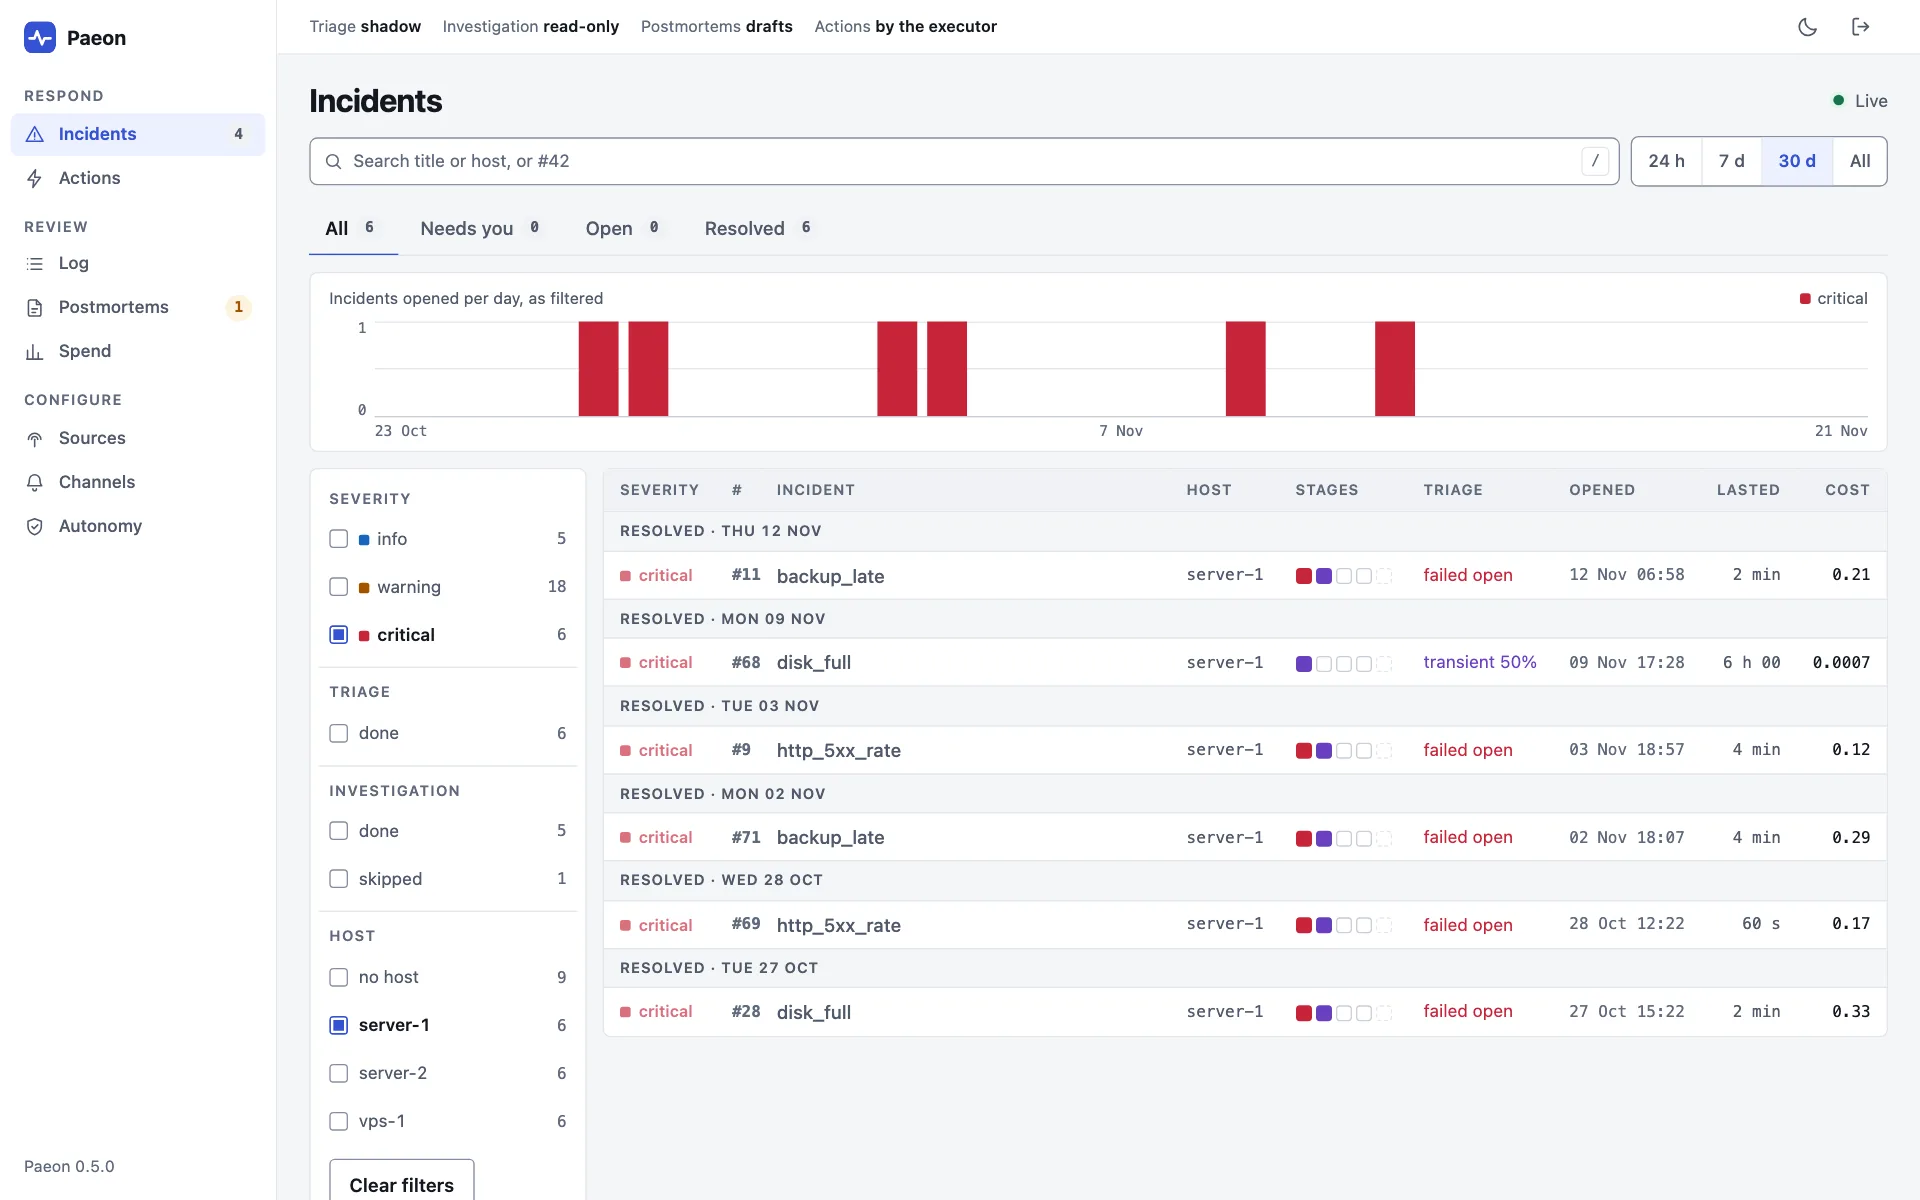 Paeon
Triage shadow Investigation read-only Postmortems drafts Actions by the executor
RESPOND
Incidents 4
Actions
REVIEW
Log
Postmortems 1
Spend
CONFIGURE
Sources
Channels
Autonomy
Paeon 0.5.0
Incidents
Live
Search title or host, or #42 /
24 h 7 d 30 d All
All 6 Needs you 0 Open 0 Resolved 6
Incidents opened per day, as filtered
critical
1
0
23 Oct 7 Nov 21 Nov
SEVERITY
info 5
warning 18
critical 6
TRIAGE
done 6
INVESTIGATION
done 5
skipped 1
HOST
no host 9
server-1 6
server-2 6
vps-1 6
Clear filters
SEVERITY # INCIDENT HOST STAGES TRIAGE OPENED LASTED COST
RESOLVED · THU 12 NOV
critical #11 backup_late server-1 failed open 12 Nov 06:58 2 min 0.21
RESOLVED · MON 09 NOV
critical #68 disk_full server-1 transient 50% 09 Nov 17:28 6 h 00 0.0007
RESOLVED · TUE 03 NOV
critical #9 http_5xx_rate server-1 failed open 03 Nov 18:57 4 min 0.12
RESOLVED · MON 02 NOV
critical #71 backup_late server-1 failed open 02 Nov 18:07 4 min 0.29
RESOLVED · WED 28 OCT
critical #69 http_5xx_rate server-1 failed open 28 Oct 12:22 60 s 0.17
RESOLVED · TUE 27 OCT
critical #28 disk_full server-1 failed open 27 Oct 15:22 2 min 0.33